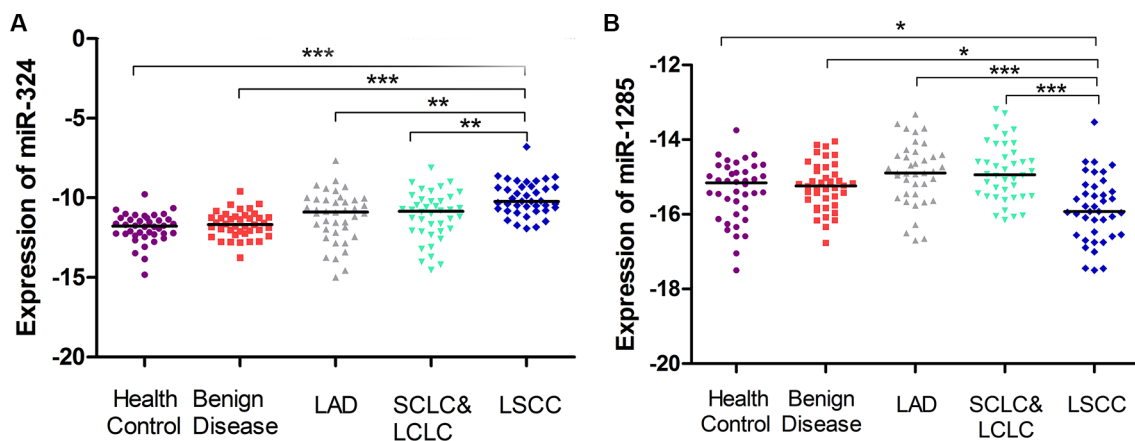 A
Expression of miR-324
0
-5
-10
-15
-20
***
***
**
**
Health
Control
Benign
Disease
LAD
SCLC&
LCLC
LSCC
B
Expression of miR-1285
-12
-14
-16
-18
-20
*
*
***
***
Health
Control
Benign
Disease
LAD
SCLC&
LCLC
LSCC